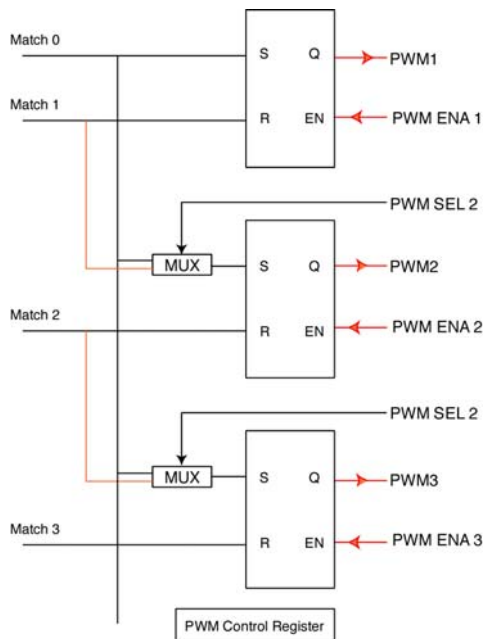 Match 0
S Q
PWM1
Match 1
R EN
PWM ENA 1
PWM SEL 2
MUX
S Q
PWM2
Match 2
R EN
PWM ENA 2
PWM SEL 2
MUX
S Q
PWM3
Match 3
R EN
PWM ENA 3
PWM Control Register